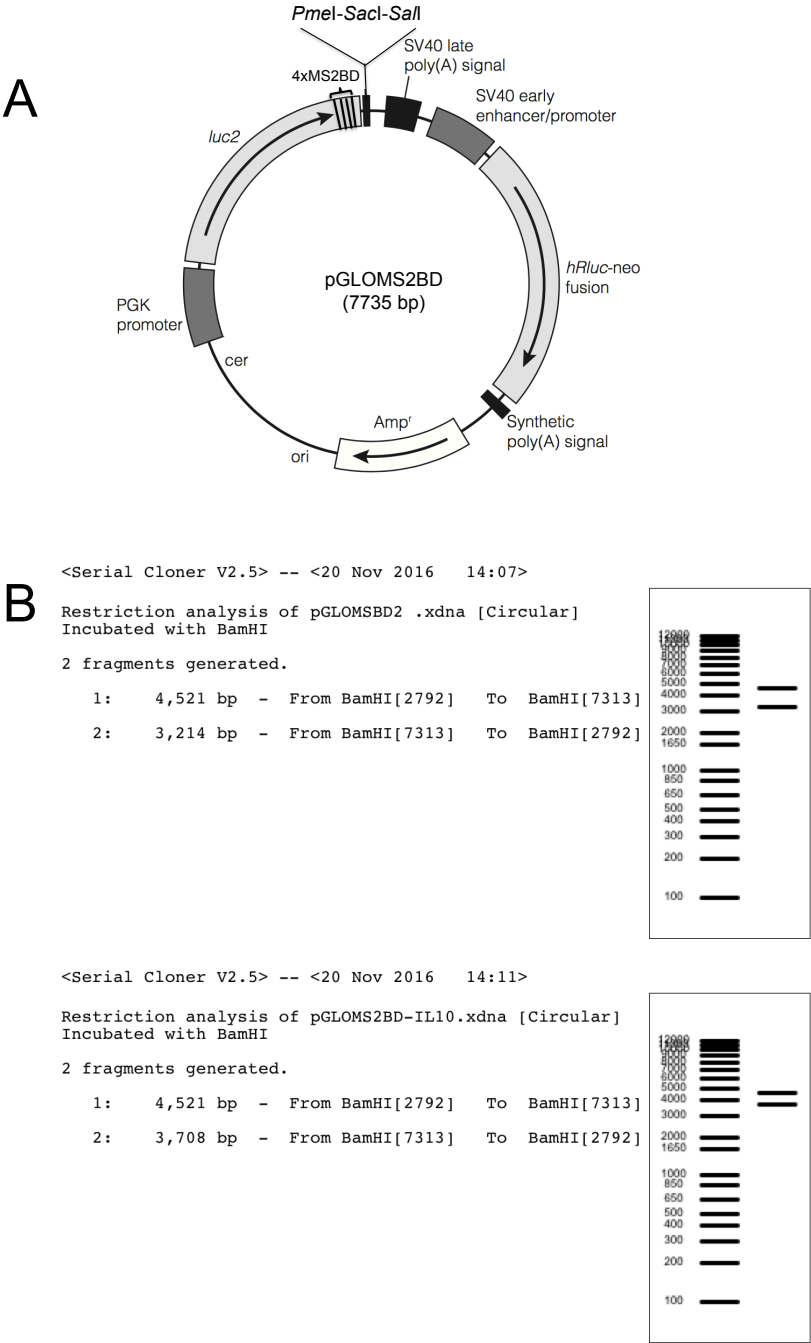 A
PmeI-SacI-SalI
4xMS2BD
SV40 late
poly(A) signal
SV40 early
enhancer/promoter
luc2
hRluc-neo
fusion
pGLOMS2BD
(7735 bp)
PGK
promoter
cer
ori
Ampr
Synthetic
poly(A) signal
B
<Serial Cloner V2.5> -- <20 Nov 2016   14:07>
Restriction analysis of pGLOMSBD2 .xdna [Circular]
Incubated with BamHI
2 fragments generated.
1:    4,521 bp  -  From BamHI[2792]   To  BamHI[7313]
2:    3,214 bp  -  From BamHI[7313]   To  BamHI[2792]
12000
9000
8000
7000
6000
5000
4000
3000
2000
1650
1000
850
650
500
400
300
200
100
<Serial Cloner V2.5> -- <20 Nov 2016   14:11>
Restriction analysis of pGLOMS2BD-IL10.xdna [Circular]
Incubated with BamHI
2 fragments generated.
1:    4,521 bp  -  From BamHI[2792]   To  BamHI[7313]
2:    3,708 bp  -  From BamHI[7313]   To  BamHI[2792]
12000
9000
8000
7000
6000
5000
4000
3000
2000
1650
1000
850
650
500
400
300
200
100